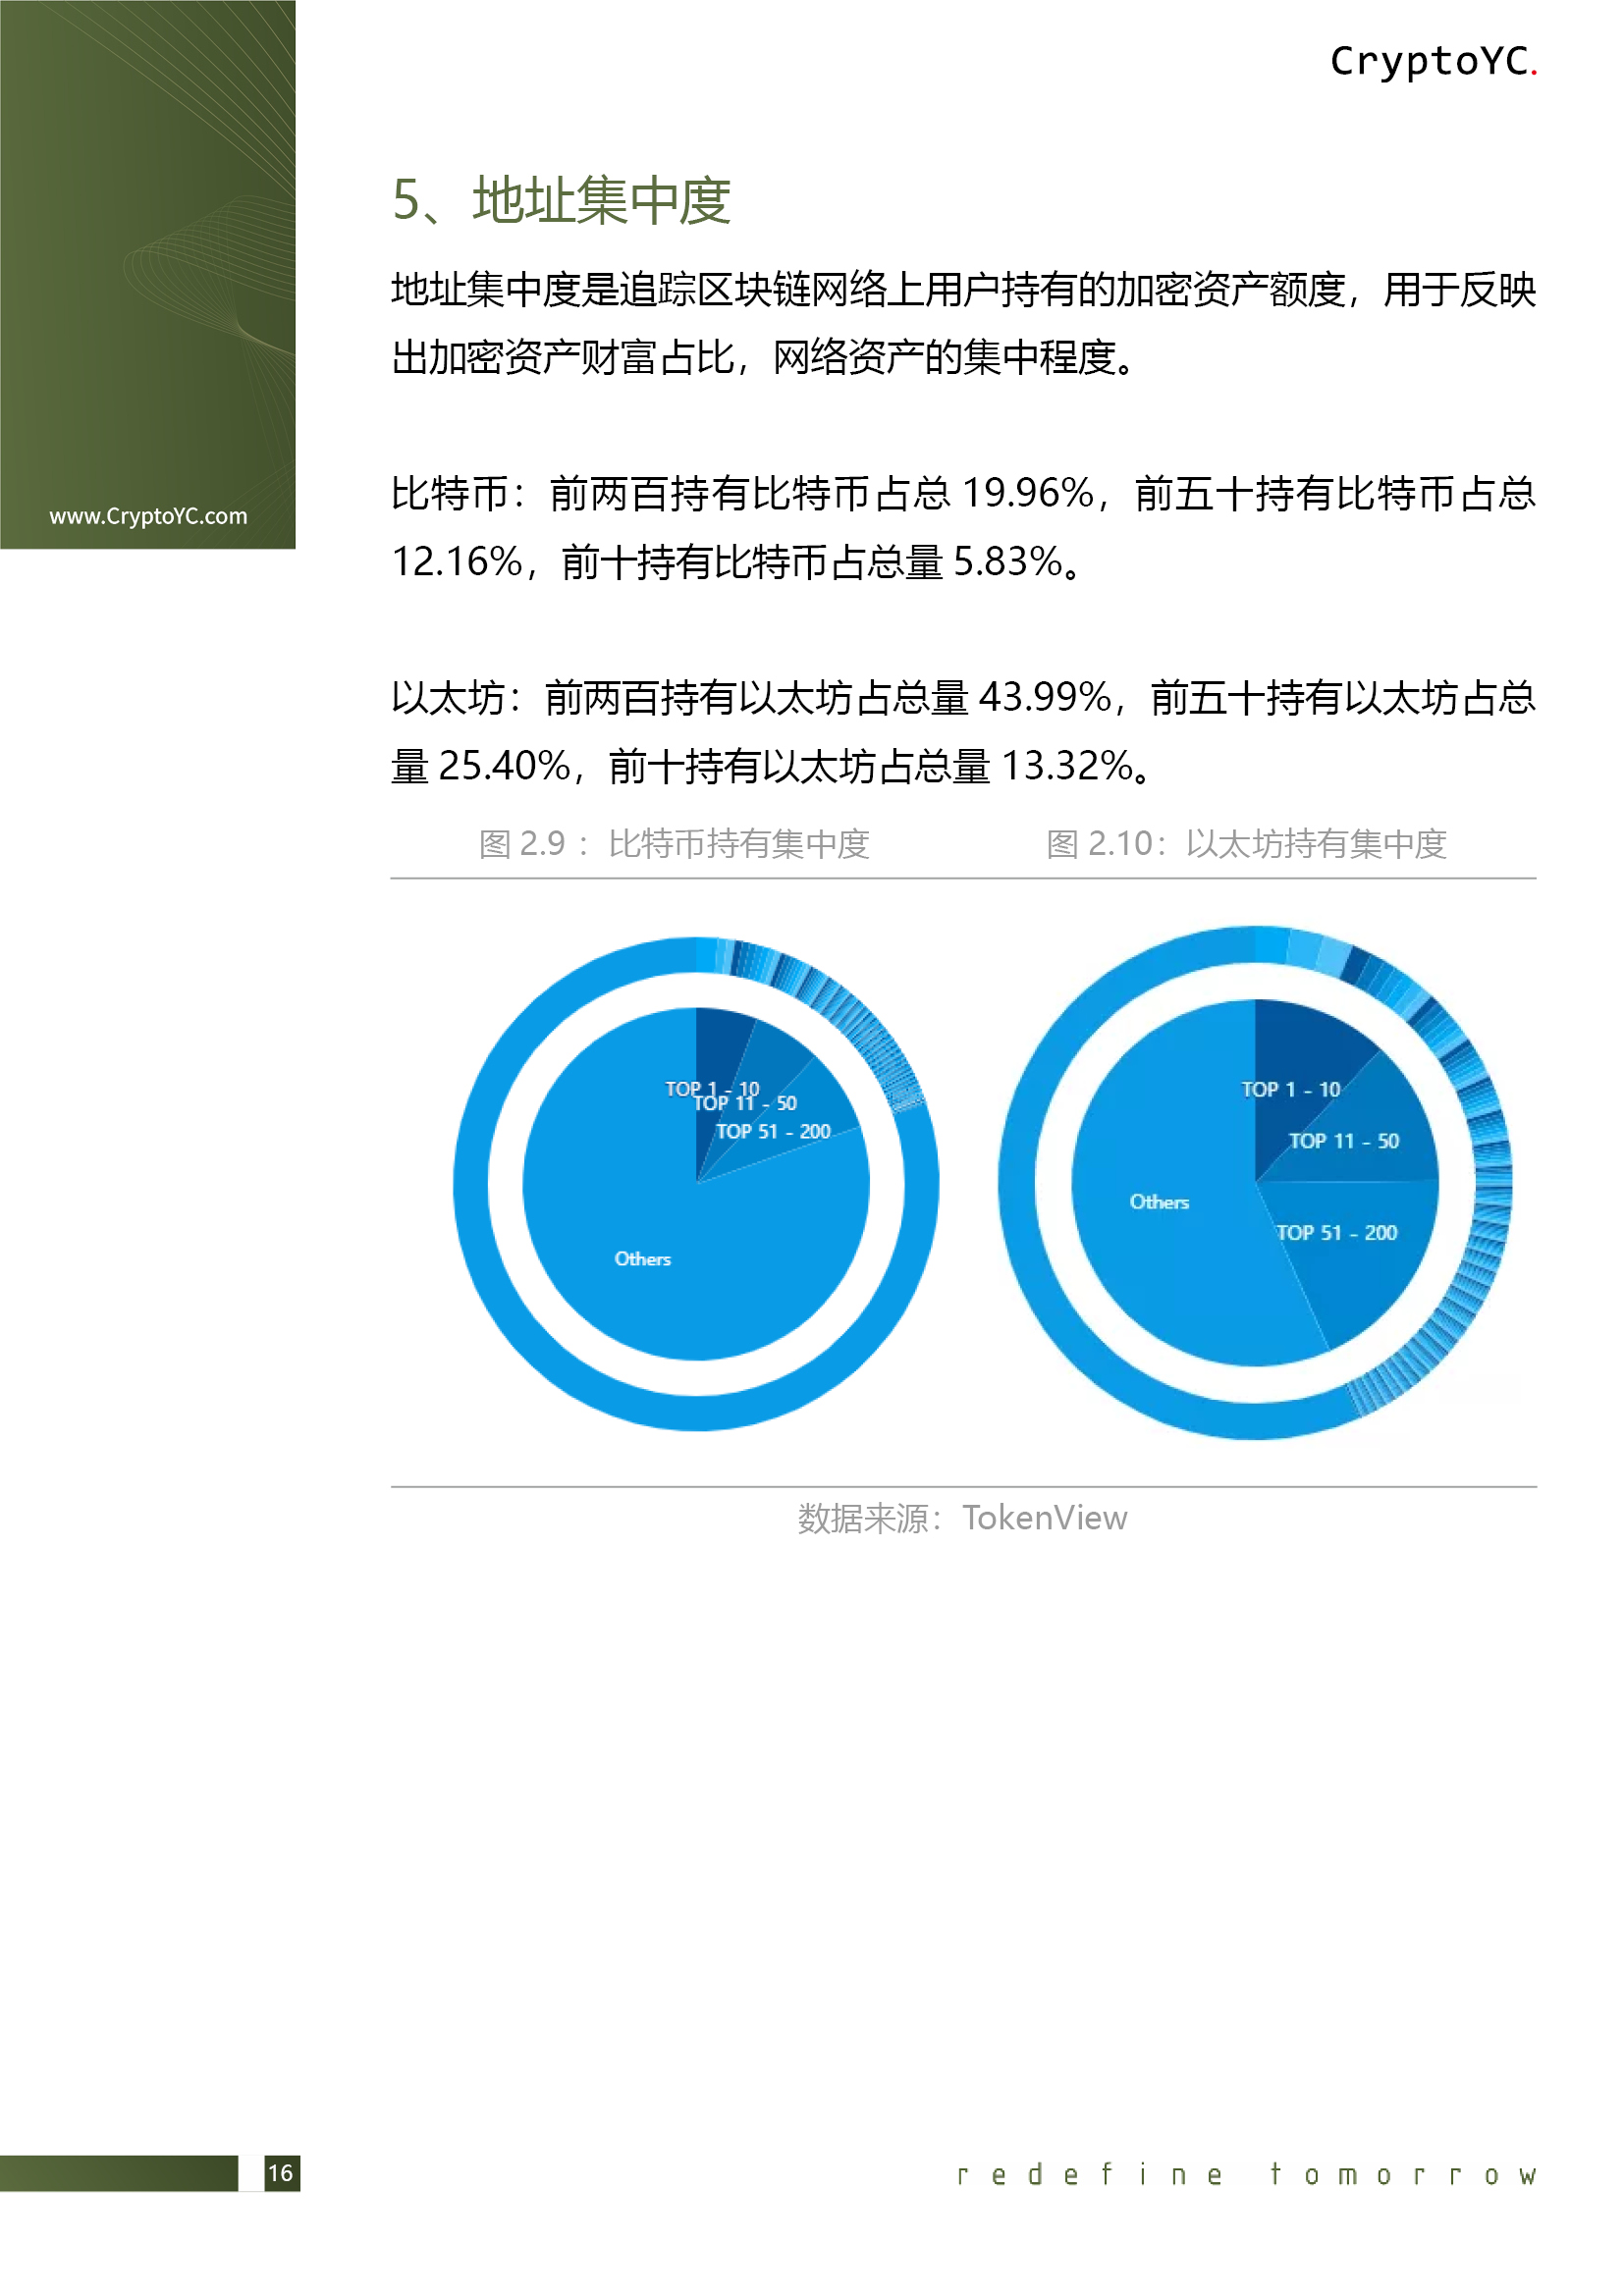 CryptoYC.
www.CryptoYC.com
5、地址集中度
地址集中度是追踪区块链网络上用户持有的加密资产额度，用于反映
出加密资产财富占比，网络资产的集中程度。
比特币：前两百持有比特币占总 19.96%，前五十持有比特币占总
12.16%，前十持有比特币占总量 5.83%。
以太坊：前两百持有以太坊占总量 43.99%，前五十持有以太坊占总
量 25.40%，前十持有以太坊占总量 13.32%。
图 2.9 ：比特币持有集中度
图 2.10：以太坊持有集中度
TOP 1 - 10
TOP 11 - 50
TOP 51 - 200
Others
TOP 1 - 10
TOP 11 - 50
TOP 51 - 200
Others
数据来源：TokenView
16
redefine tomorrow